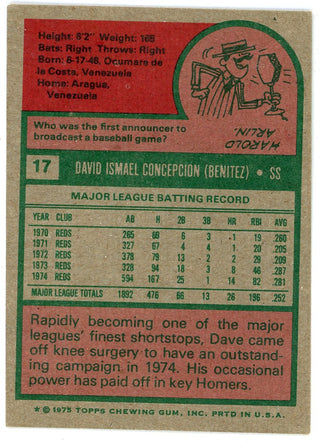 Height: 6'2" Weight: 166
Bats: Right Throws: Right
Born: 6-17-48, Ocumare de
la Costa, Venezuela
Home: Aragua,
Venezuela
Who was the first announcer to
broadcast a baseball game?
HAROLD
ARLIN.
17 DAVID ISMAEL CONCEPCION (BENITEZ) • SS
MAJOR LEAGUE BATTING RECORD
YEAR CLUB AB H 2B 3B HR RBI AVG
1970 REDS 265 69 6 3 1 19 .260
1971 REDS 327 67 4 4 1 20 .205
1972 REDS 378 79 13 2 2 29 .209
1973 REDS 328 94 18 3 8 46 .287
1974 REDS 594 167 25 1 14 82 .281
MAJOR LEAGUE TOTALS 1892 476 66 13 26 196 .252
Rapidly becoming one of the major
leagues' finest shortstops, Dave came
off knee surgery to have an outstand-
ing campaign in 1974. His occasional
power has paid off in key Homers.
* © 1975 TOPPS CHEWING GUM, INC. PRTD IN U.S.A.